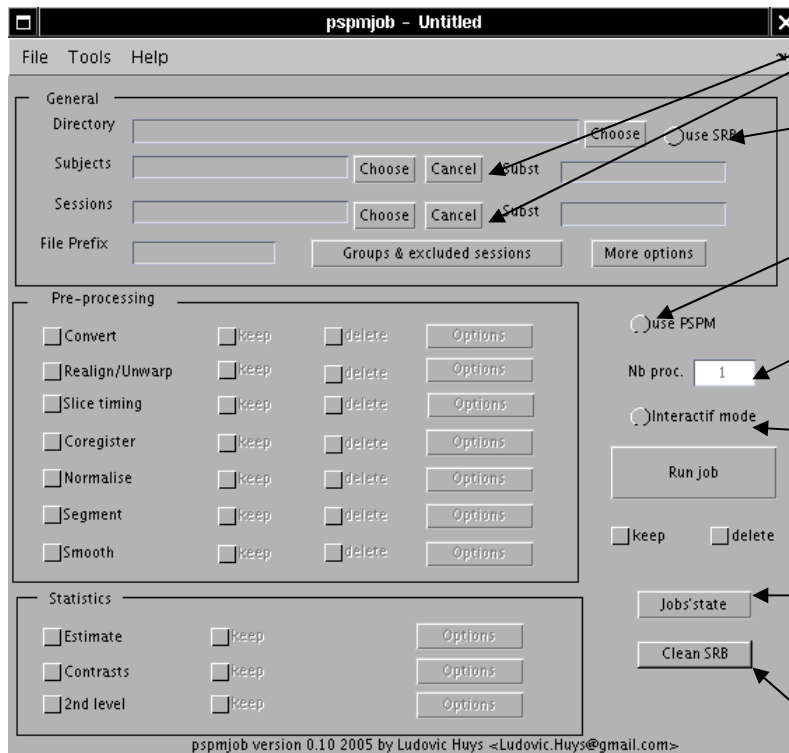 pspmjob - Untitled
File Tools Help
General
Directory Choose use SRB
Subjects Choose Cancel Subst
Sessions Choose Cancel Subst
File Prefix Groups & excluded sessions More options
Pre-processing
Convert keep delete Options
Realign/Unwarp keep delete Options
Slice timing keep delete Options
Coregister keep delete Options
Normalise keep delete Options
Segment keep delete Options
Smooth keep delete Options
use PSPM
Nb proc. 1
Interactif mode
Run job
keep delete
Jobs'state
Clean SRB
Statistics
Estimate keep Options
Contrasts keep Options
2nd level keep Options
pspmjob version 0.10 2005 by Ludovic Huys <Ludovic.Huys@gmail.com>